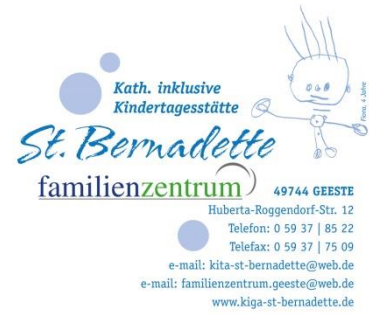 Kath. inklusive
Kindertagesstätte
St. Bernadette
familienzentrum
49744 GEESTE
Huberta-Roggendorf-Str. 12
Telefon: 0 59 37 | 85 22
Telefax: 0 59 37 | 75 09
e-mail: kita-st-bernadette@web.de
e-mail: familienzentrum.geeste@web.de
www.kiga-st-bernadette.de